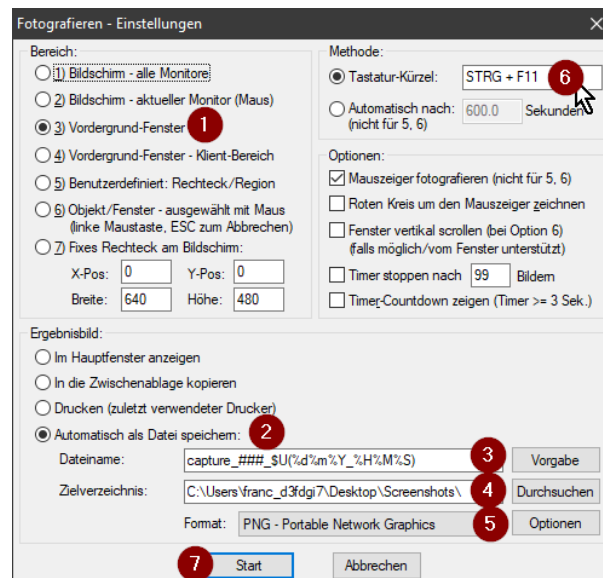 Fotografieren - Einstellungen
Bereich:
1) Bildschirm - alle Monitore
2) Bildschirm - aktueller Monitor (Maus)
3) Vordergrund-Fenster 1
4) Vordergrund-Fenster - Klient-Bereich
5) Benutzerdefiniert: Rechteck/Region
6) Objekt/Fenster - ausgewählt mit Maus
(linke Maustaste, ESC zum Abbrechen)
7) Fixes Rechteck am Bildschirm:
X-Pos: 0 Y-Pos: 0
Breite: 640 Höhe: 480
Methode:
Tastatur-Kürzel: STRG + F11 6
Automatisch nach: 600.0 Sekunden
(nicht für 5, 6)
Optionen:
Mauszeiger fotografieren (nicht für 5, 6)
Roten Kreis um den Mauszeiger zeichnen
Fenster vertikal scrollen (bei Option 6)
(falls möglich/vom Fenster unterstützt)
Timer stoppen nach 99 Bildern
Timer-Countdown zeigen (Timer >= 3 Sek.)
Ergebnisbild:
Im Hauptfenster anzeigen
In die Zwischenablage kopieren
Drucken (zuletzt verwendeter Drucker)
Automatisch als Datei speichern: 2
Dateiname: capture_###_$U(%d%m%Y_%H%M%S) 3 Vorgabe
Zielverzeichnis: C:\Users\franc_d3fdgi7\Desktop\Screenshots\ 4 Durchsuchen
Format: PNG - Portable Network Graphics 5 Optionen
7 Start Abbrechen